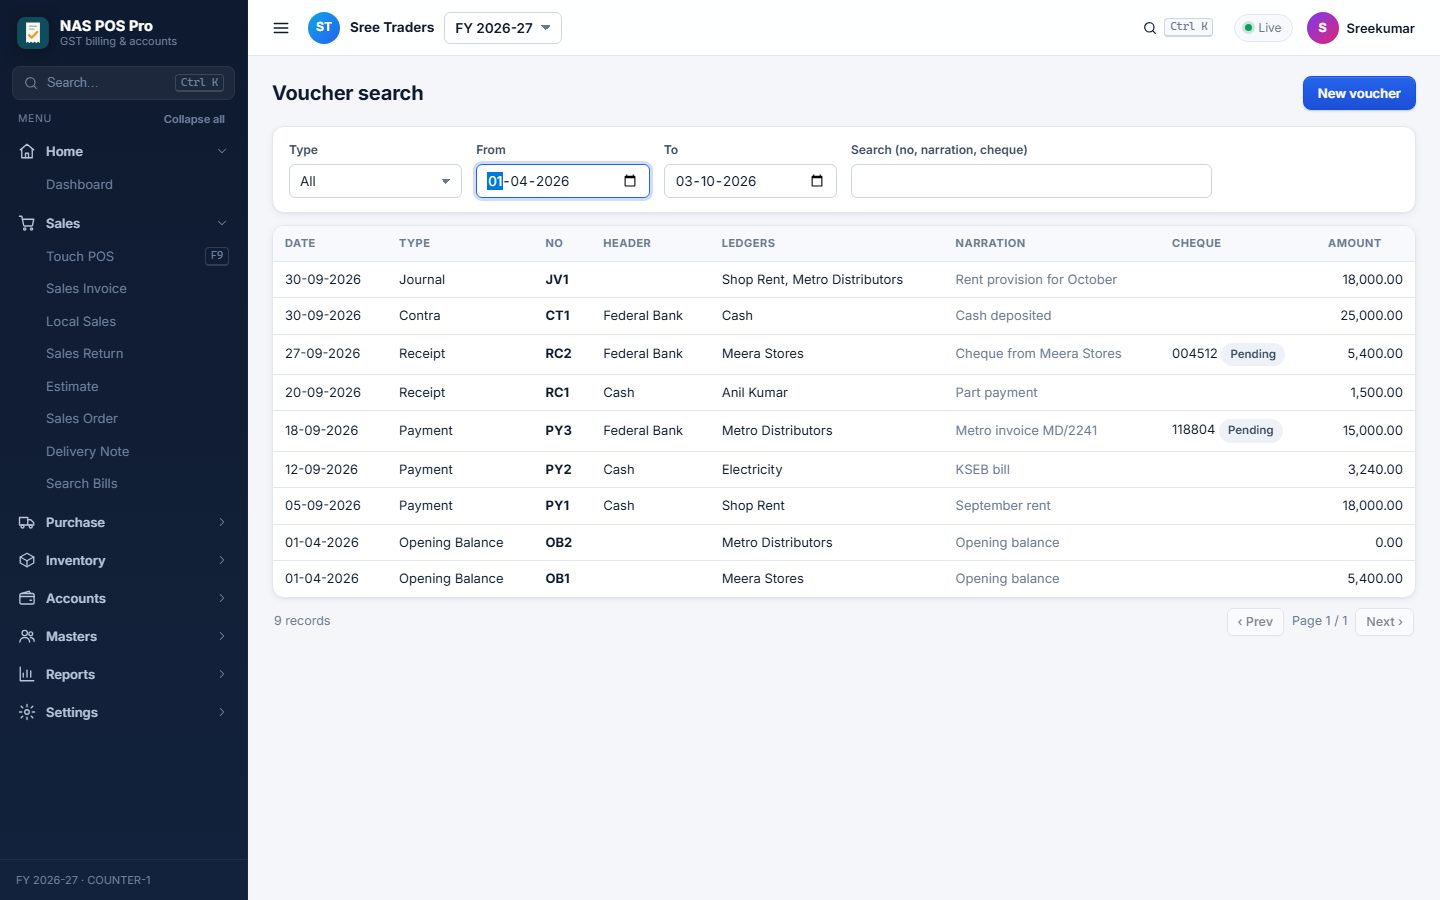 NAS POS Pro
GST billing & accounts
Search... Ctrl K
MENU Collapse all
Home
Dashboard
Sales
Touch POS F9
Sales Invoice
Local Sales
Sales Return
Estimate
Sales Order
Delivery Note
Search Bills
Purchase
Inventory
Accounts
Masters
Reports
Settings
FY 2026-27 · COUNTER-1
ST Sree Traders FY 2026-27 Ctrl K Live S Sreekumar
Voucher search New voucher
Type From To Search (no, narration, cheque)
All 01-04-2026 03-10-2026
DATE TYPE NO HEADER LEDGERS NARRATION CHEQUE AMOUNT
30-09-2026 Journal JV1 Shop Rent, Metro Distributors Rent provision for October 18,000.00
30-09-2026 Contra CT1 Federal Bank Cash Cash deposited 25,000.00
27-09-2026 Receipt RC2 Federal Bank Meera Stores Cheque from Meera Stores 004512 Pending 5,400.00
20-09-2026 Receipt RC1 Cash Anil Kumar Part payment 1,500.00
18-09-2026 Payment PY3 Federal Bank Metro Distributors Metro invoice MD/2241 118804 Pending 15,000.00
12-09-2026 Payment PY2 Cash Electricity KSEB bill 3,240.00
05-09-2026 Payment PY1 Cash Shop Rent September rent 18,000.00
01-04-2026 Opening Balance OB2 Metro Distributors Opening balance 0.00
01-04-2026 Opening Balance OB1 Meera Stores Opening balance 5,400.00
9 records ‹ Prev Page 1 / 1 Next ›